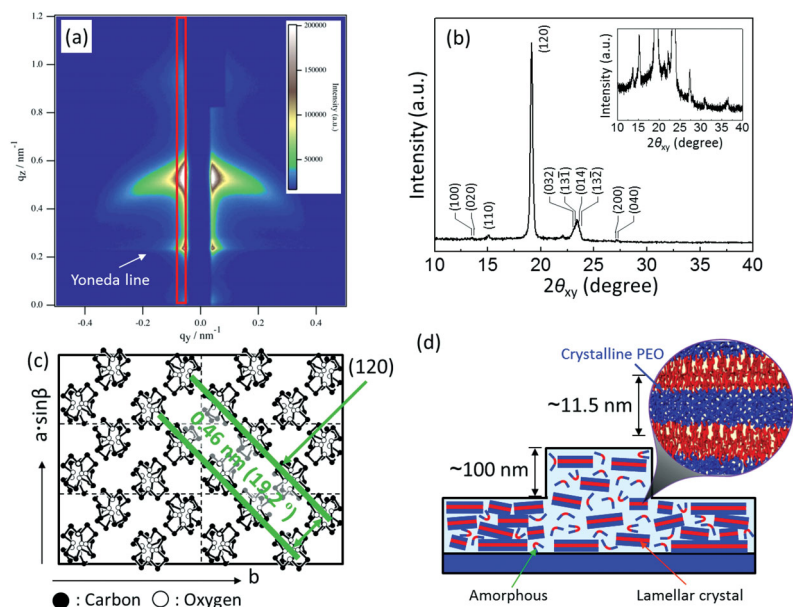 (a)
200000
150000
100000
50000
Intensity (a.u.)
1.2
1.0
0.8
0.6
0.4
0.2
0.0
qz / nm⁻¹
Yoneda line
-0.4
-0.2
0.0
0.2
0.4
qy / nm⁻¹
(b)
Intensity (a.u.)
(100)
(020)
(110)
(120)
(032)
(131̄)
(014)
(132̄)
(200)
(040)
10 15 20 25 30 35 40
2θxy (degree)
Intensity (a.u.)
10 15 20 25 30 35 40
2θxy (degree)
(c)
(120)
0.46 nm (19.2 °)
a·sinβ
b
: Carbon : Oxygen
(d)
Crystalline PEO
~11.5 nm
~100 nm
Amorphous
Lamellar crystal